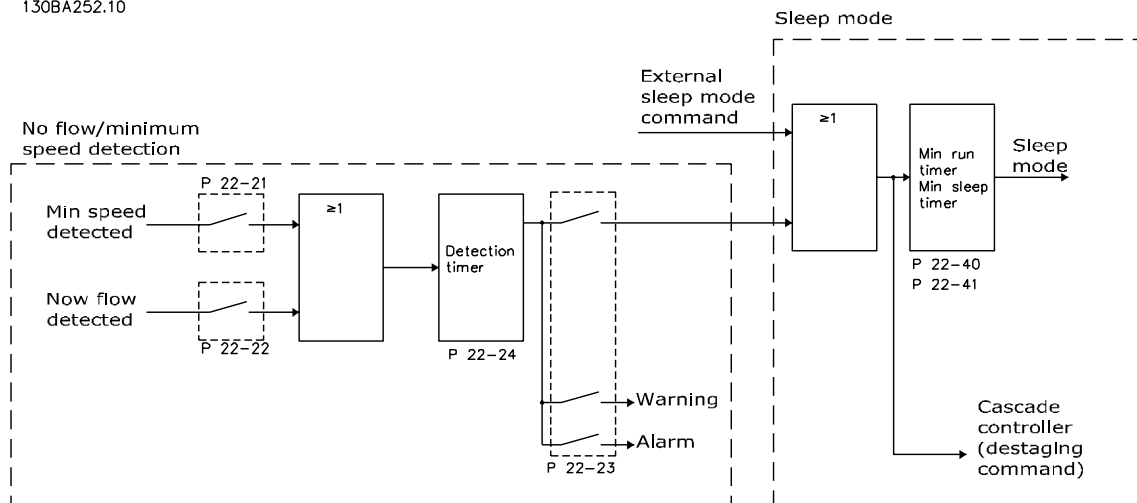 130BA252.10
Sleep mode
External
sleep mode
command
≥1
Min run
timer
Min sleep
timer
Sleep
mode
P 22-40
P 22-41
No flow/minimum
speed detection
P 22-21
Min speed
detected
≥1
Detection
timer
Now flow
detected
P 22-22
P 22-24
Warning
Alarm
P 22-23
Cascade
controller
(destaging
command)